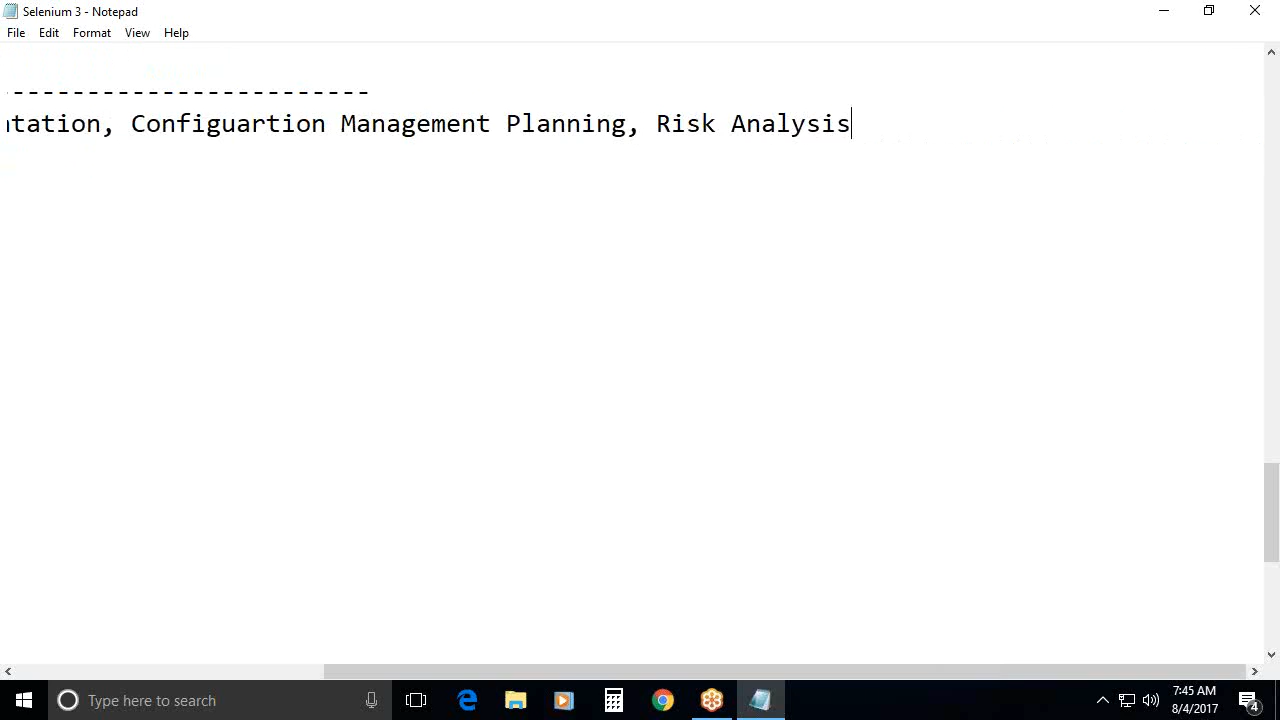 Selenium 3 - Notepad
File Edit Format View Help
------------------------
tation, Configuartion Management Planning, Risk Analysis
Type here to search
7:45 AM
8/4/2017
4